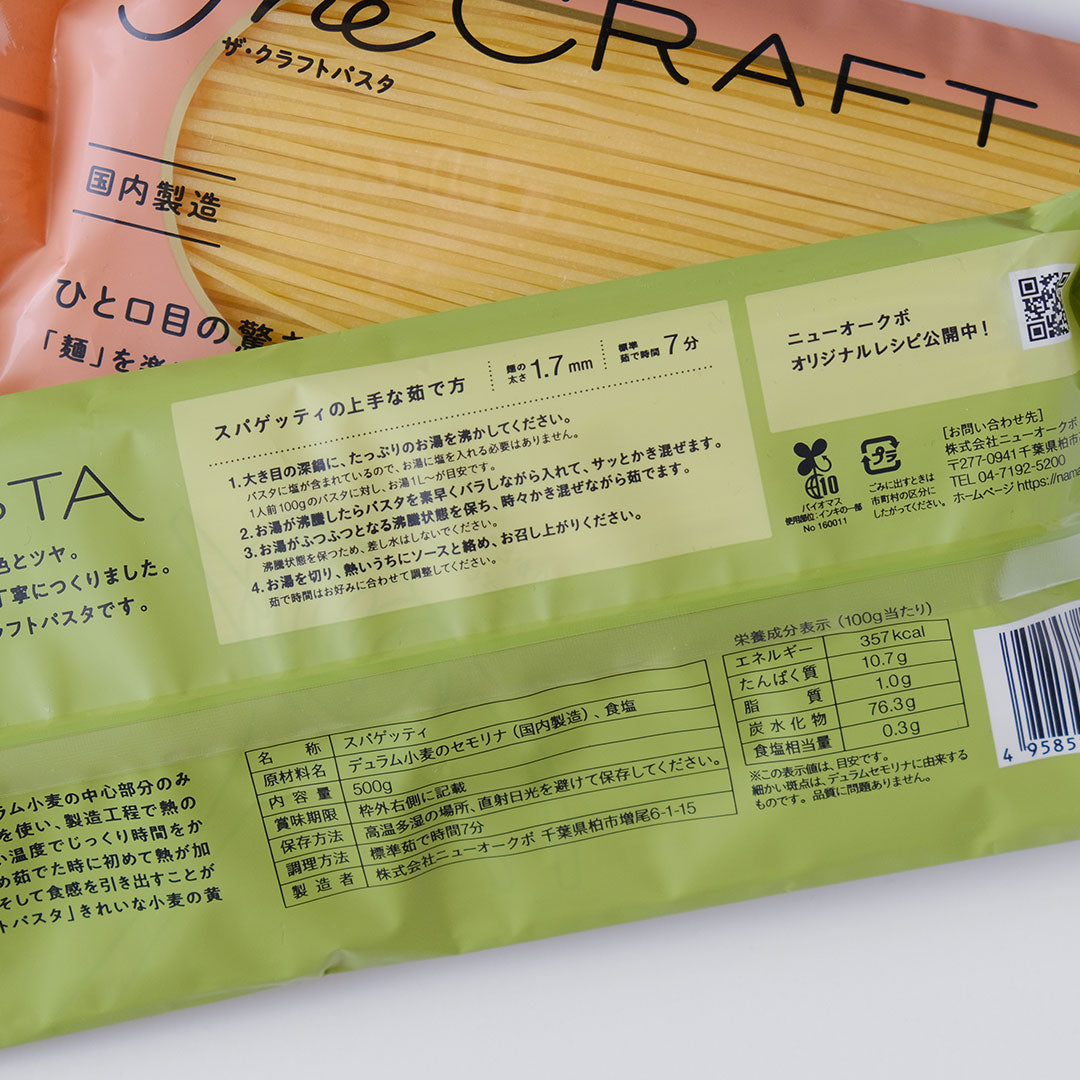 The CRAFT
ザ・クラフトパスタ
国内製造
ひと口目の驚
「麺」を楽
スパゲッティの上手な茹で方
麺の太さ 1.7mm
標準茹で時間 7分
1.大き目の深鍋に、たっぷりのお湯を沸かしてください。
パスタに塩が含まれているので、お湯に塩を入れる必要はありません。
1人前100gのパスタに対し、お湯1L〜が目安です。
2.お湯が沸騰したらパスタを素早くバラしながら入れて、サッとかき混ぜます。
3.お湯がふつふつとなる沸騰状態を保ち、時々かき混ぜながら茹でます。
沸騰状態を保つため、差し水はしないでください。
4.お湯を切り、熱いうちにソースと絡め、お召し上がりください。
茹で時間はお好みに合わせて調整してください。
ニューオークボ
オリジナルレシピ公開中！
10
バイオマス
使用部位：インキの一部
No 160011
プラ
ごみに出すときは
市町村の区分に
したがってください。
[お問い合わせ先]
株式会社ニューオークボ
〒277-0941 千葉県柏市
TEL 04-7192-5200
ホームページ https://nama
STA
色とツヤ。
丁寧につくりました。
フトパスタです。
ラム小麦の中心部分のみ
を使い、製造工程で熱の
い温度でじっくり時間をか
め茹でた時に初めて熱が加
そして食感を引き出すことが
トパスタ」きれいな小麦の黄
名称 スパゲッティ
原材料名 デュラム小麦のセモリナ(国内製造)、食塩
内容量 500g
賞味期限 枠外右側に記載
保存方法 高温多湿の場所、直射日光を避けて保存してください。
調理方法 標準茹で時間7分
製造者 株式会社ニューオークボ 千葉県柏市増尾6-1-15
栄養成分表示(100g当たり)
エネルギー 357kcal
たんぱく質 10.7g
脂質 1.0g
炭水化物 76.3g
食塩相当量 0.3g
※この表示値は、目安です。
細かい斑点は、デュラムセモリナに由来する
ものです。品質に問題ありません。
4 9585